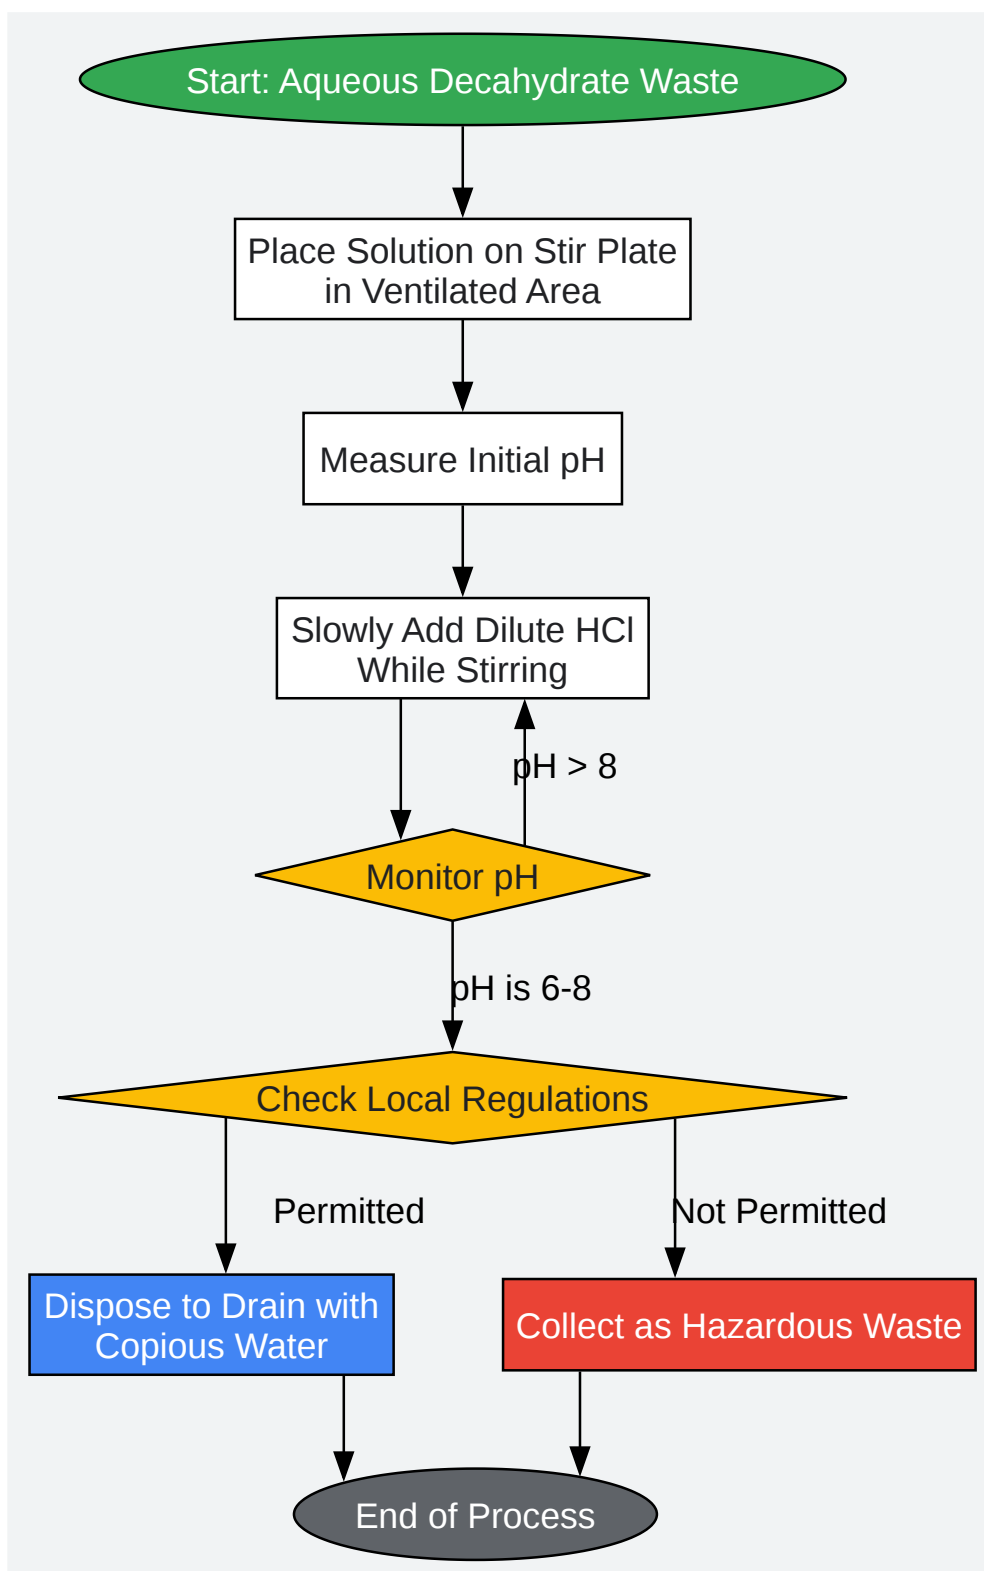 Start: Aqueous Decahydrate Waste
Place Solution on Stir Plate
in Ventilated Area
Measure Initial pH
Slowly Add Dilute HCl
While Stirring
pH > 8
Monitor pH
pH is 6-8
Check Local Regulations
Permitted
Not Permitted
Dispose to Drain with
Copious Water
Collect as Hazardous Waste
End of Process